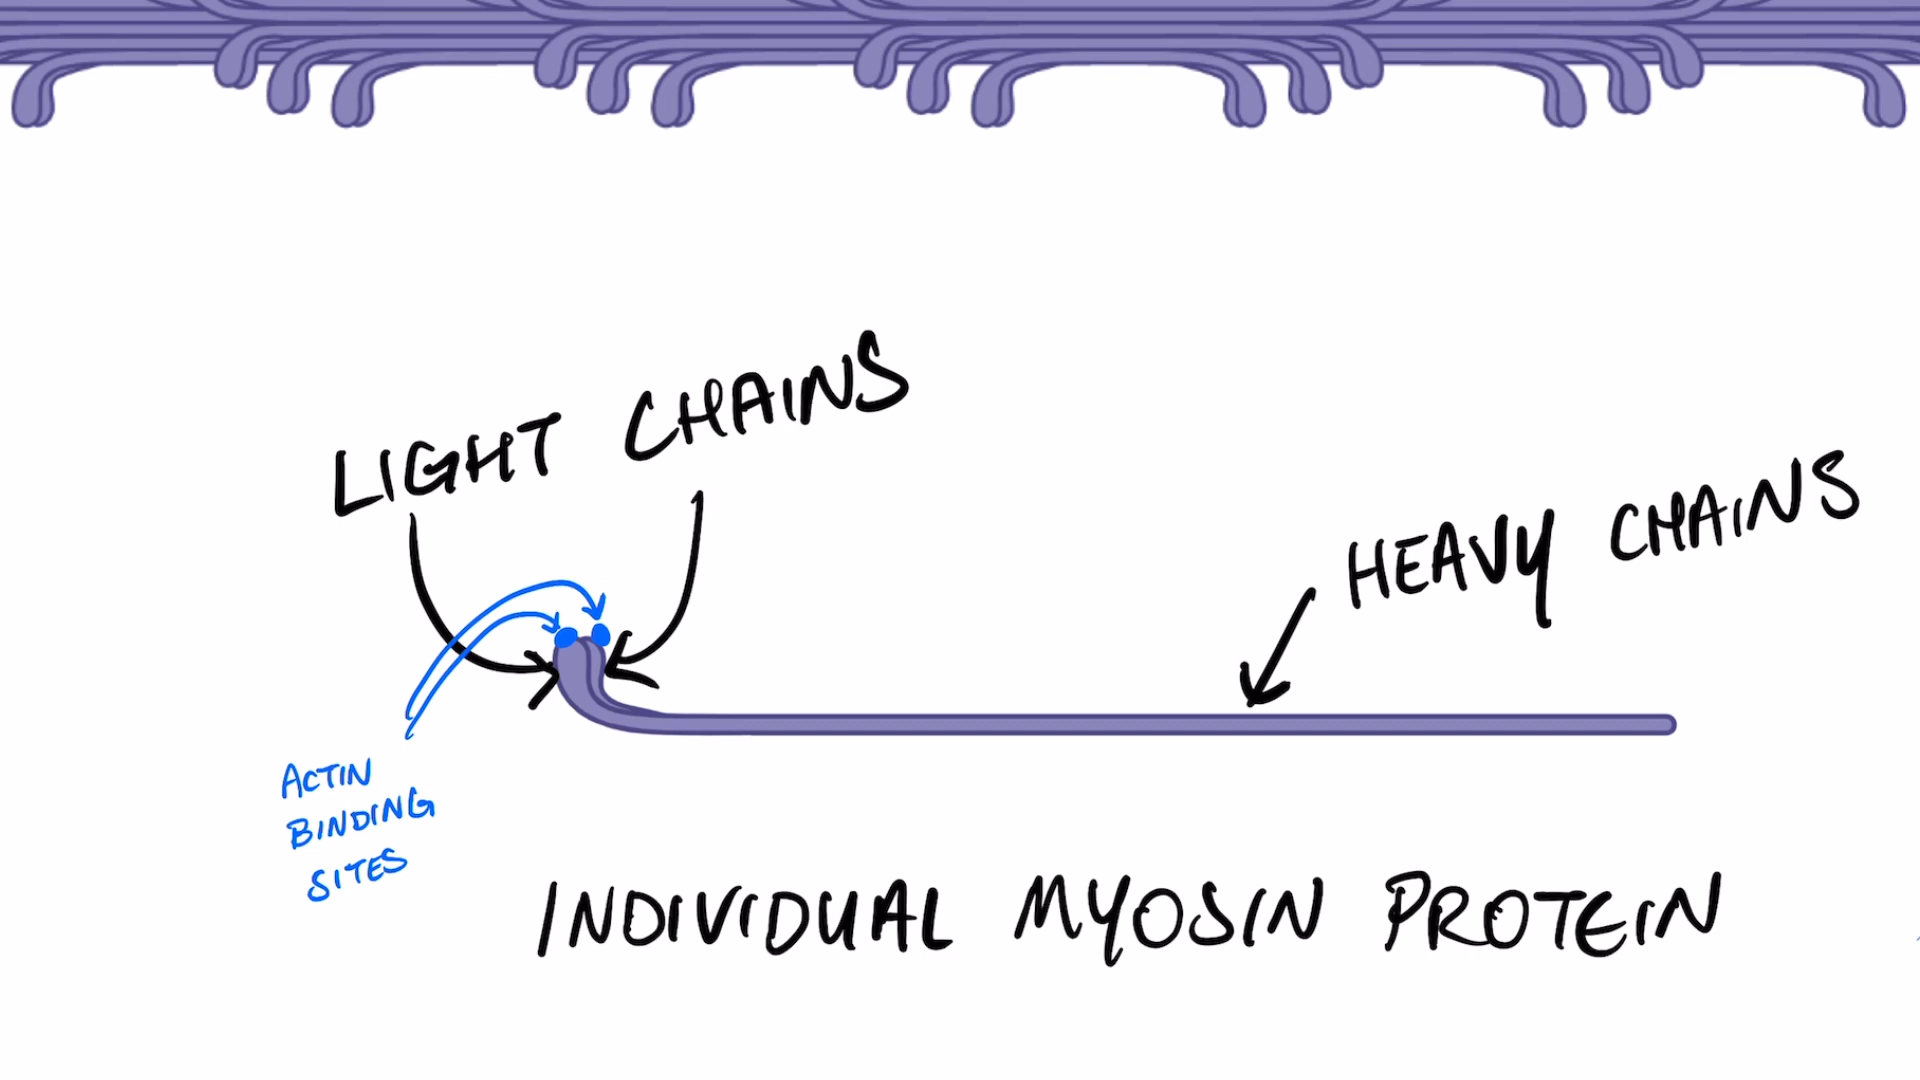 LIGHT CHAINS
HEAVY CHAINS
ACTIN
BINDING
SITES
INDIVIDUAL MYOSIN PROTEIN